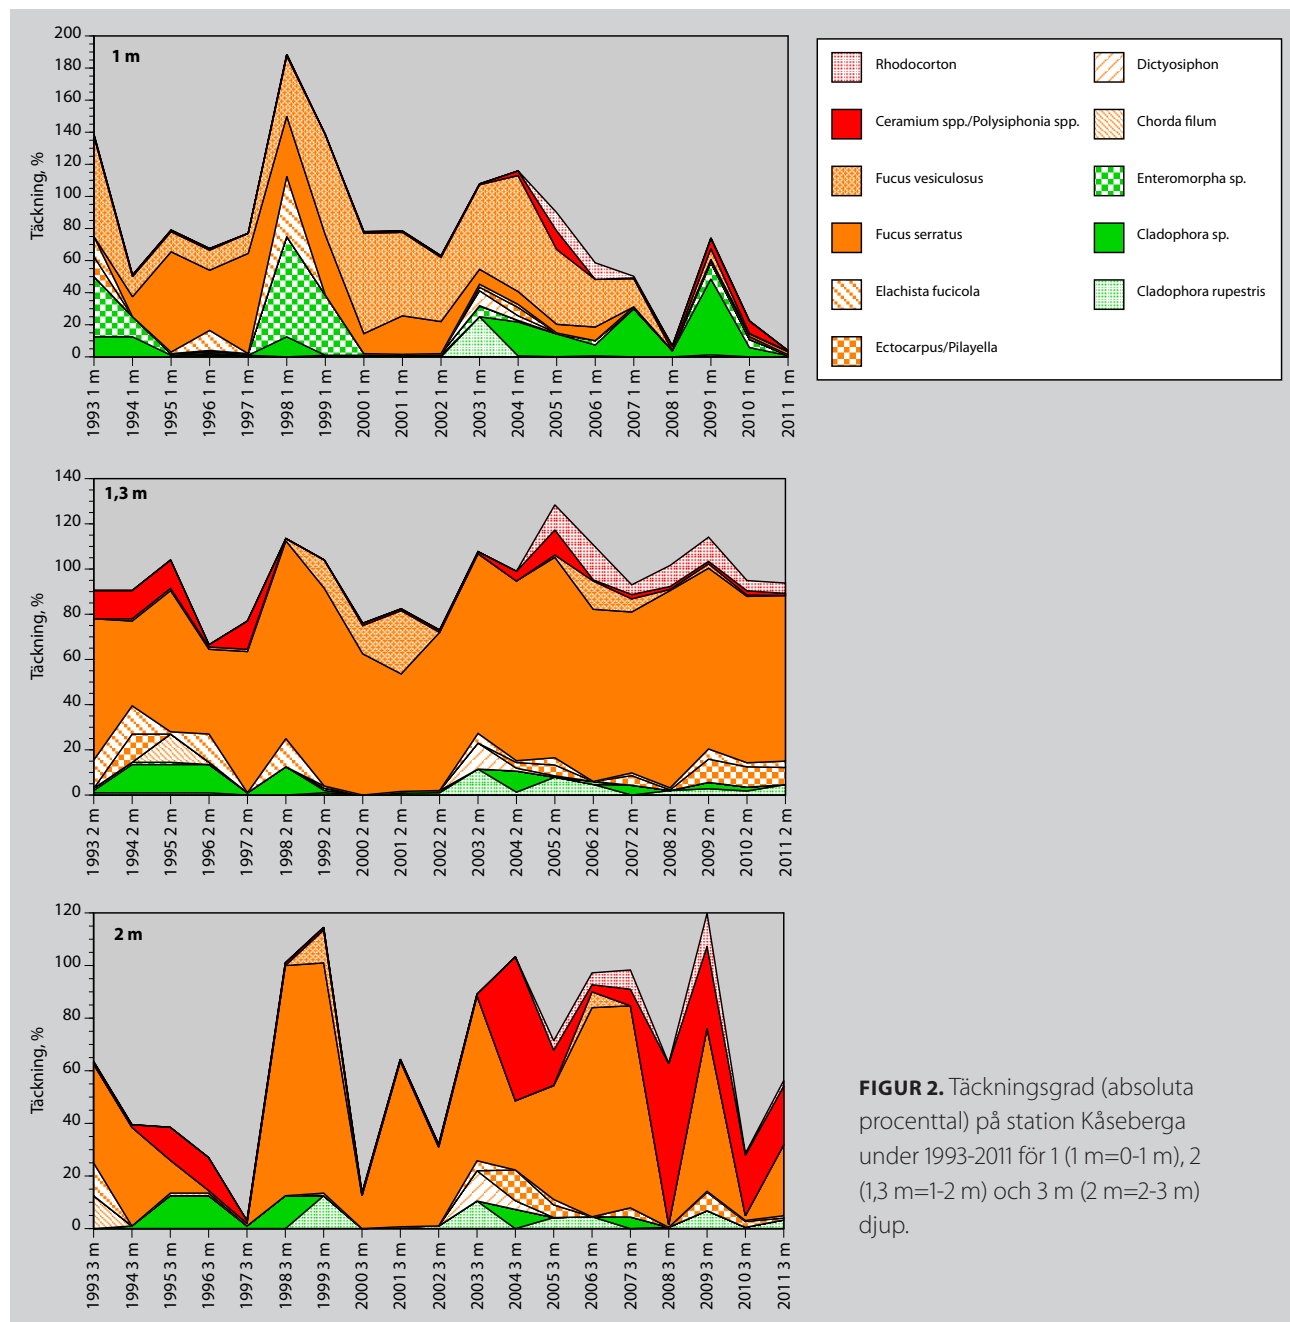 1 m
Täckning, %
200
180
160
140
120
100
80
60
40
20
0
1993 1 m
1994 1 m
1995 1 m
1996 1 m
1997 1 m
1998 1 m
1999 1 m
2000 1 m
2001 1 m
2002 1 m
2003 1 m
2004 1 m
2005 1 m
2006 1 m
2007 1 m
2008 1 m
2009 1 m
2010 1 m
2011 1 m
Rhodocorton
Ceramium spp./Polysiphonia spp.
Fucus vesiculosus
Fucus serratus
Elachista fucicola
Ectocarpus/Pilayella
Dictyosiphon
Chorda filum
Enteromorpha sp.
Cladophora sp.
Cladophora rupestris
1,3 m
Täckning, %
140
120
100
80
60
40
20
0
1993 2 m
1994 2 m
1995 2 m
1996 2 m
1997 2 m
1998 2 m
1999 2 m
2000 2 m
2001 2 m
2002 2 m
2003 2 m
2004 2 m
2005 2 m
2006 2 m
2007 2 m
2008 2 m
2009 2 m
2010 2 m
2011 2 m
2 m
Täckning, %
120
100
80
60
40
20
0
1993 3 m
1994 3 m
1995 3 m
1996 3 m
1997 3 m
1998 3 m
1999 3 m
2000 3 m
2001 3 m
2002 3 m
2003 3 m
2004 3 m
2005 3 m
2006 3 m
2007 3 m
2008 3 m
2009 3 m
2010 3 m
2011 3 m
FIGUR 2. Täckningsgrad (absoluta
procenttal) på station Kåseberga
under 1993-2011 för 1 (1 m=0-1 m), 2
(1,3 m=1-2 m) och 3 m (2 m=2-3 m)
djup.